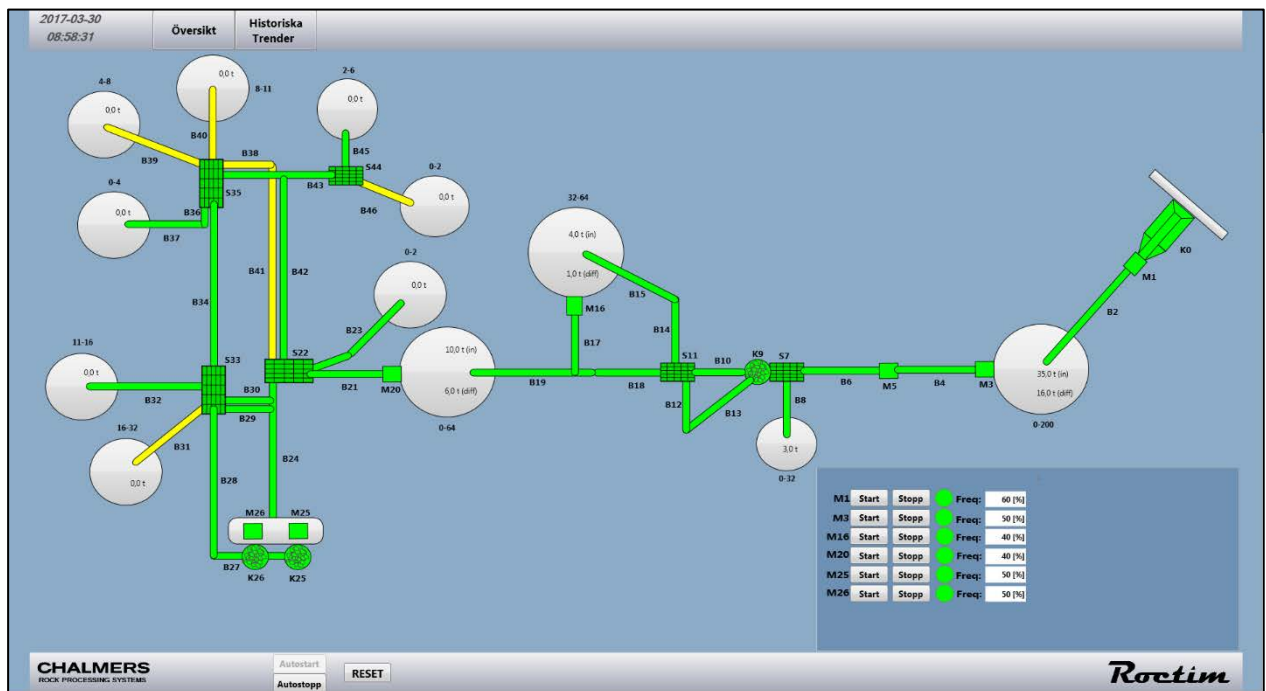 2017-03-30
08:58:31
Översikt
Historiska
Trender
4-8
0,0 t
0,0 t
8-11
2-6
0,0 t
B40
B39
B38
B45
S44
0-4
S35
B43
0-2
0,0 t
B46
0,0 t
B36
B37
32-64
4,0 t (in)
1,0 t (diff)
K0
M1
B2
0-2
0,0 t
B41
B42
B34
B23
B15
M16
B14
B17
11-16
0,0 t
S33
S22
10,0 t (in)
6,0 t (diff)
S11
B10
K9
S7
35,0 t (in)
16,0 t (diff)
B32
B30
B29
B21
M20
B19
B18
B6
M5
B4
M3
B12
B13
B8
0-64
0-200
16-32
0,0 t
B31
3,0 t
0-32
B28
B24
M26
M25
B27
K26
K25
M1 Start Stopp Freq: 60 [%]
M3 Start Stopp Freq: 50 [%]
M16 Start Stopp Freq: 40 [%]
M20 Start Stopp Freq: 40 [%]
M25 Start Stopp Freq: 50 [%]
M26 Start Stopp Freq: 50 [%]
CHALMERS
ROCK PROCESSING SYSTEMS
Autostart
Autostopp
RESET
Roctim